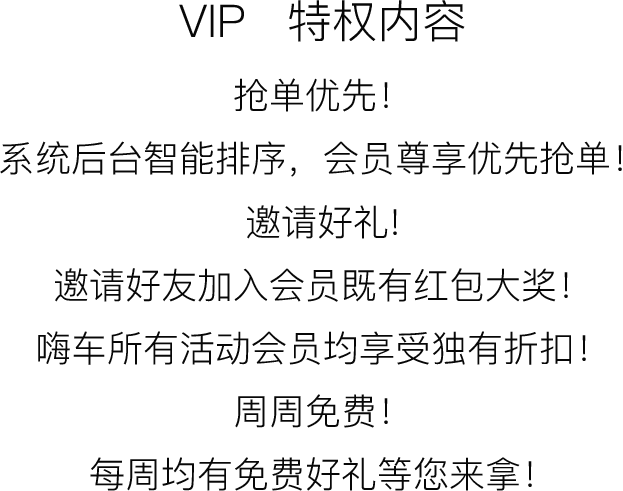 VIP 特权内容
抢单优先！
系统后台智能排序，会员尊享优先抢单！
邀请好礼!
邀请好友加入会员既有红包大奖！
嗨车所有活动会员均享受独有折扣！
周周免费！
每周均有免费好礼等您来拿！